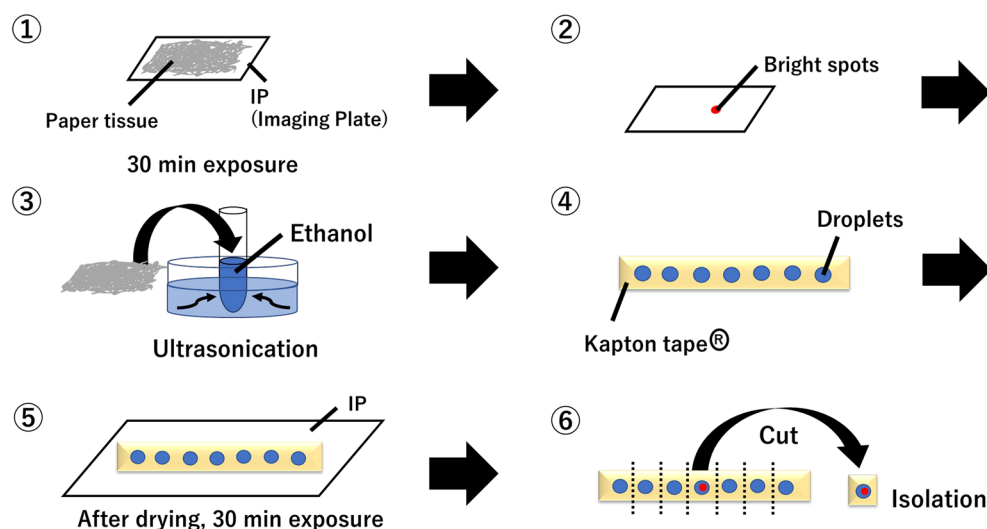 ①
Paper tissue
IP
(Imaging Plate)
30 min exposure
②
Bright spots
③
Ethanol
Ultrasonication
④
Droplets
Kapton tape®
⑤
IP
After drying, 30 min exposure
⑥
Cut
Isolation